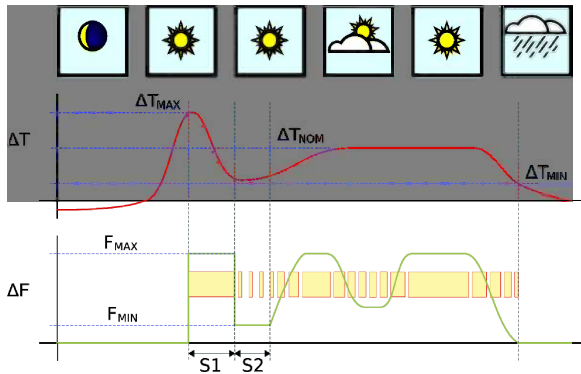 ΔT
ΔTMAX
ΔTNOM
ΔTMIN
ΔF
FMAX
FMIN
S1
S2